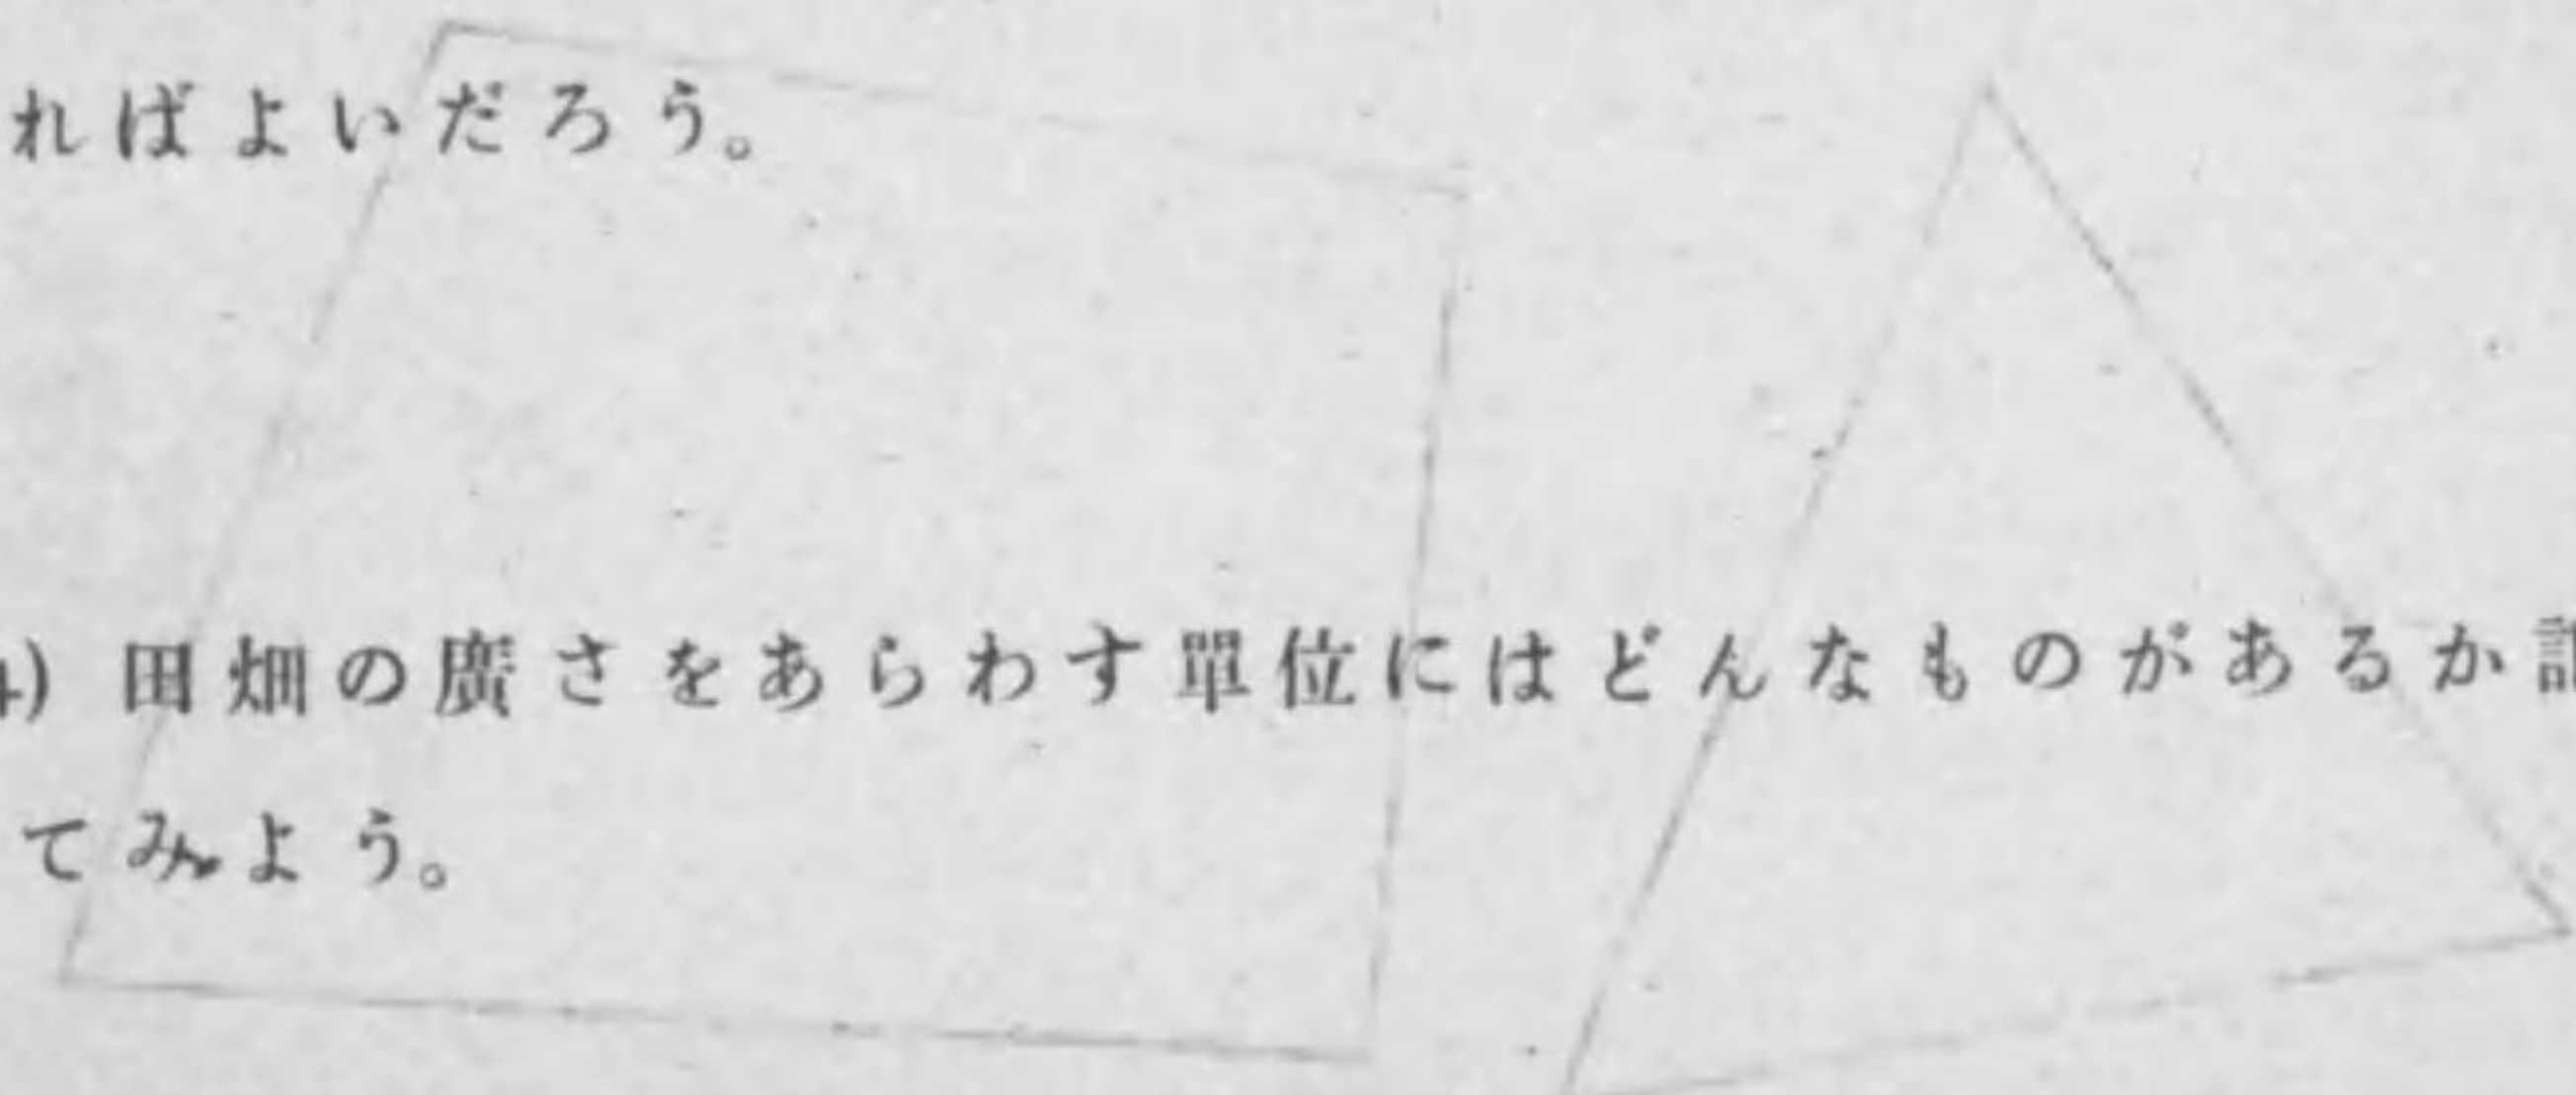 ればよいだろう。
4) 田畑の廣さをあらわす單位にはどんなものがあるか
てみよう。